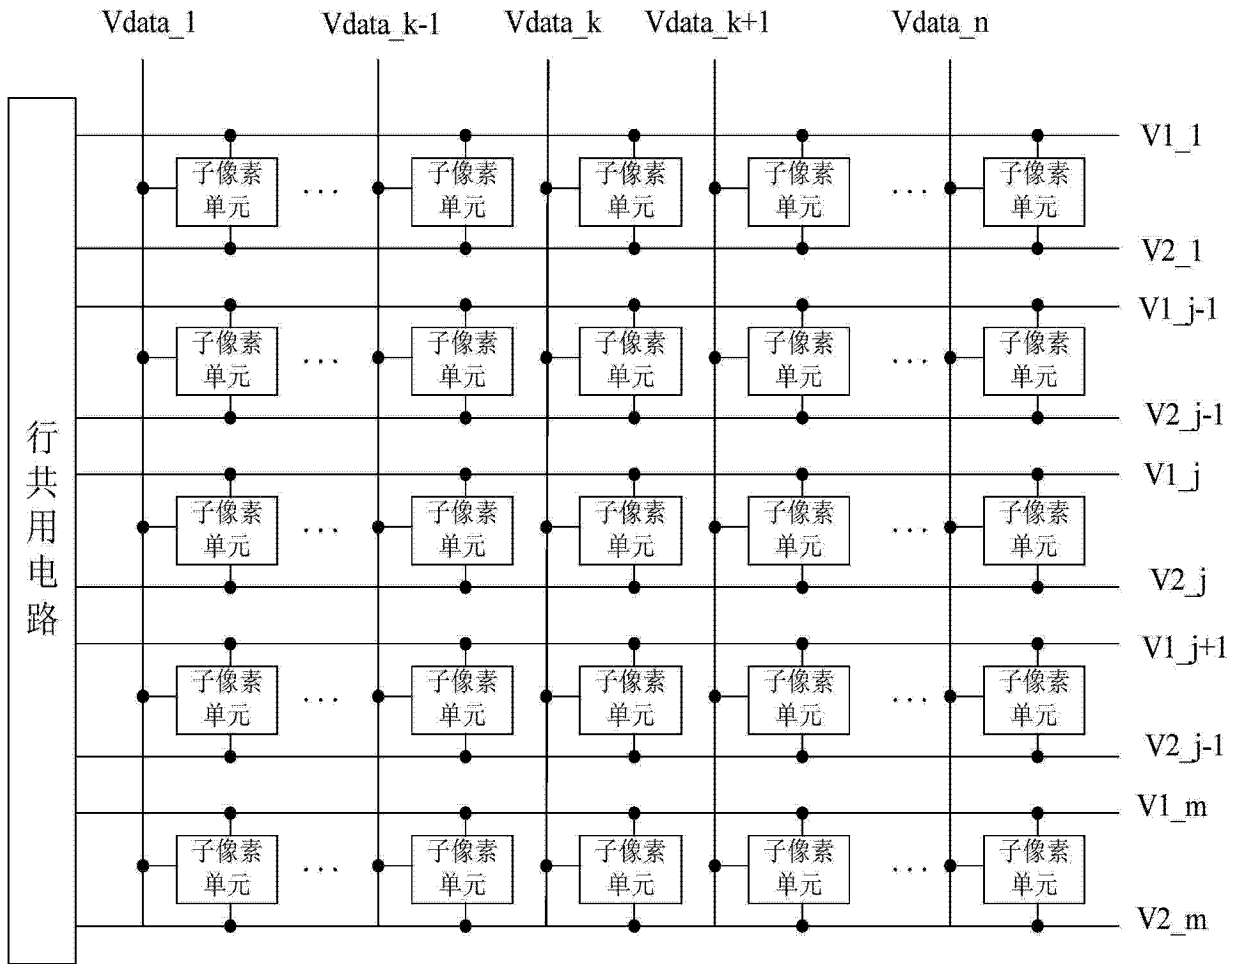 Vdata_1 Vdata_k-1 Vdata_k Vdata_k+1 Vdata_n
V1_1
子像素 ... 子像素 子像素 子像素 ... 子像素
单元 单元 单元 单元 单元
V2_1
V1_j-1
子像素 ... 子像素 子像素 子像素 ... 子像素
单元 单元 单元 单元 单元
V2_j-1
行共用电路
V1_j
子像素 ... 子像素 子像素 子像素 ... 子像素
单元 单元 单元 单元 单元
V2_j
V1_j+1
子像素 ... 子像素 子像素 子像素 ... 子像素
单元 单元 单元 单元 单元
V2_j-1
V1_m
子像素 ... 子像素 子像素 子像素 ... 子像素
单元 单元 单元 单元 单元
V2_m